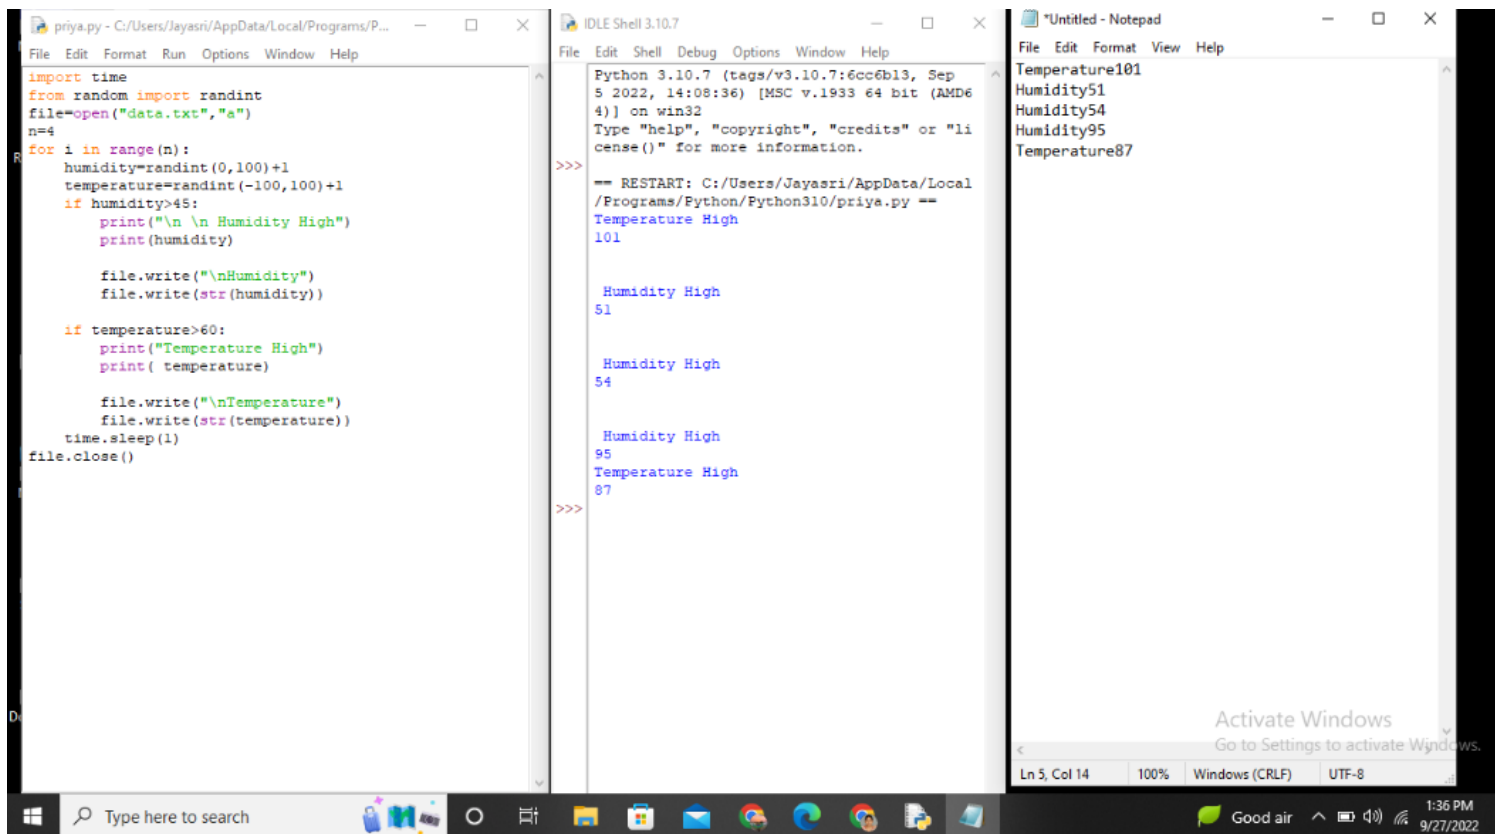 priya.py - C:/Users/Jayasri/AppData/Local/Programs/P...
File Edit Format Run Options Window Help
import time
from random import randint
file=open("data.txt","a")
n=4
for i in range(n):
    humidity=randint(0,100)+1
    temperature=randint(-100,100)+1
    if humidity>45:
        print("\n \n Humidity High")
        print(humidity)
        file.write("\nHumidity")
        file.write(str(humidity))
    if temperature>60:
        print("Temperature High")
        print( temperature)
        file.write("\nTemperature")
        file.write(str(temperature))
    time.sleep(1)
file.close()
IDLE Shell 3.10.7
File Edit Shell Debug Options Window Help
Python 3.10.7 (tags/v3.10.7:6cc6b13, Sep
5 2022, 14:08:36) [MSC v.1933 64 bit (AMD6
4)] on win32
Type "help", "copyright", "credits" or "li
cense()" for more information.
>>>
== RESTART: C:/Users/Jayasri/AppData/Local
/Programs/Python/Python310/priya.py ==
Temperature High
101
Humidity High
51
Humidity High
54
Humidity High
95
Temperature High
87
>>>
*Untitled - Notepad
File Edit Format View Help
Temperature101
Humidity51
Humidity54
Humidity95
Temperature87
Activate Windows
Go to Settings to activate Windows.
Ln 5, Col 14 100% Windows (CRLF) UTF-8
Type here to search
Good air
1:36 PM
9/27/2022